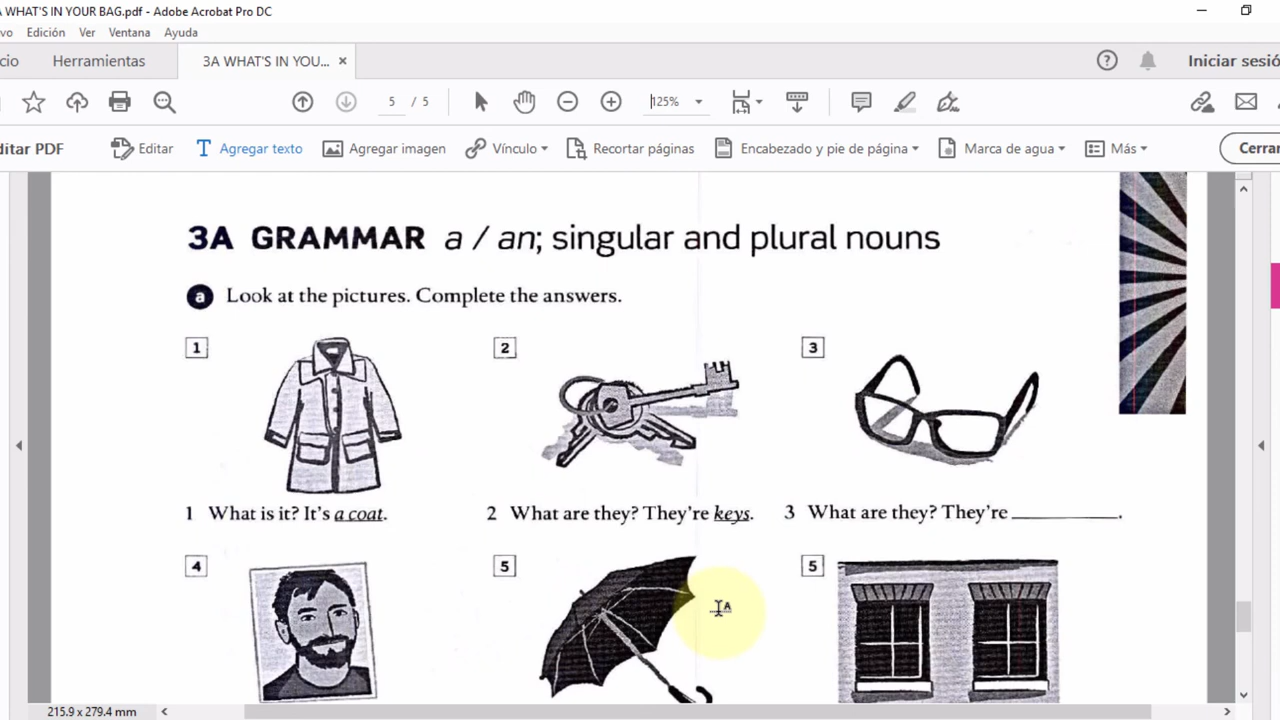 A WHAT'S IN YOUR BAG.pdf - Adobe Acrobat Pro DC
vo Edición Ver Ventana Ayuda
cio Herramientas 3A WHAT'S IN YOU... × Iniciar sesió
5 / 5 125%
ditar PDF Editar Agregar texto Agregar imagen Vínculo Recortar páginas Encabezado y pie de página Marca de agua Más Cerrar
3A GRAMMAR a / an; singular and plural nouns
a Look at the pictures. Complete the answers.
1 2 3
1 What is it? It's a coat. 2 What are they? They're keys. 3 What are they? They're __________.
4 5 5
215.9 x 279.4 mm